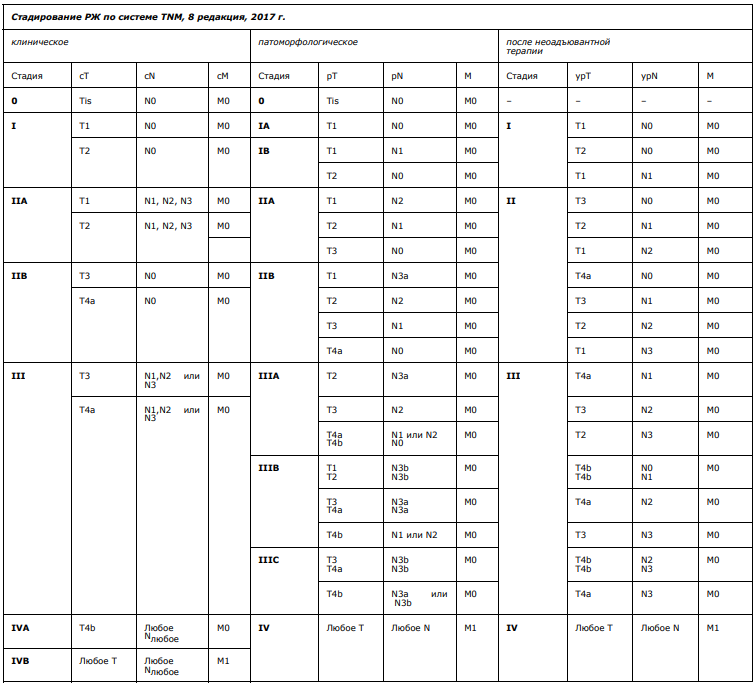 Стадирование РЖ по системе TNM, 8 редакция, 2017 г.
клиническое патоморфологическое после неоадъювантной
терапии
Стадия cT cN cM Стадия pT pN M Стадия ypT ypN M
0 Tis N0 M0 0 Tis N0 M0 – – – –
I T1 N0 M0 IA T1 N0 M0 I T1 N0 M0
T2 N0 M0 IB T1 N1 M0 T2 N0 M0
T2 N0 M0 T1 N1 M0
IIA T1 N1, N2, N3 M0 IIA T1 N2 M0 II T3 N0 M0
T2 N1, N2, N3 M0 T2 N1 M0 T2 N1 M0
T3 N0 M0 T1 N2 M0
IIB T3 N0 M0 IIB T1 N3a M0 T4a N0 M0
T4a N0 M0 T2 N2 M0 T3 N1 M0
T3 N1 M0 T2 N2 M0
T4a N0 M0 T1 N3 M0
III T3 N1,N2 или M0 IIIA T2 N3a M0 III T4a N1 M0
N3
T4a N1,N2 или M0 T3 N2 M0 T3 N2 M0
N3
T4a N1 или N2 M0 T2 N3 M0
T4b N0
IIIB T1 N3b M0 T4b N0 M0
T2 N3b T4b N1
T3 N3a M0 T4a N2 M0
T4a N3a
T4b N1 или N2 M0 T3 N3 M0
IIIC T3 N3b M0 T4b N2 M0
T4a N3b T4b N3
T4b N3a или M0 T4a N3 M0
N3b
IVA T4b Любое M0 IV Любое T Любое N M1 IV Любое T Любое N M1
Nлюбое
IVB Любое T Любое M1
Nлюбое